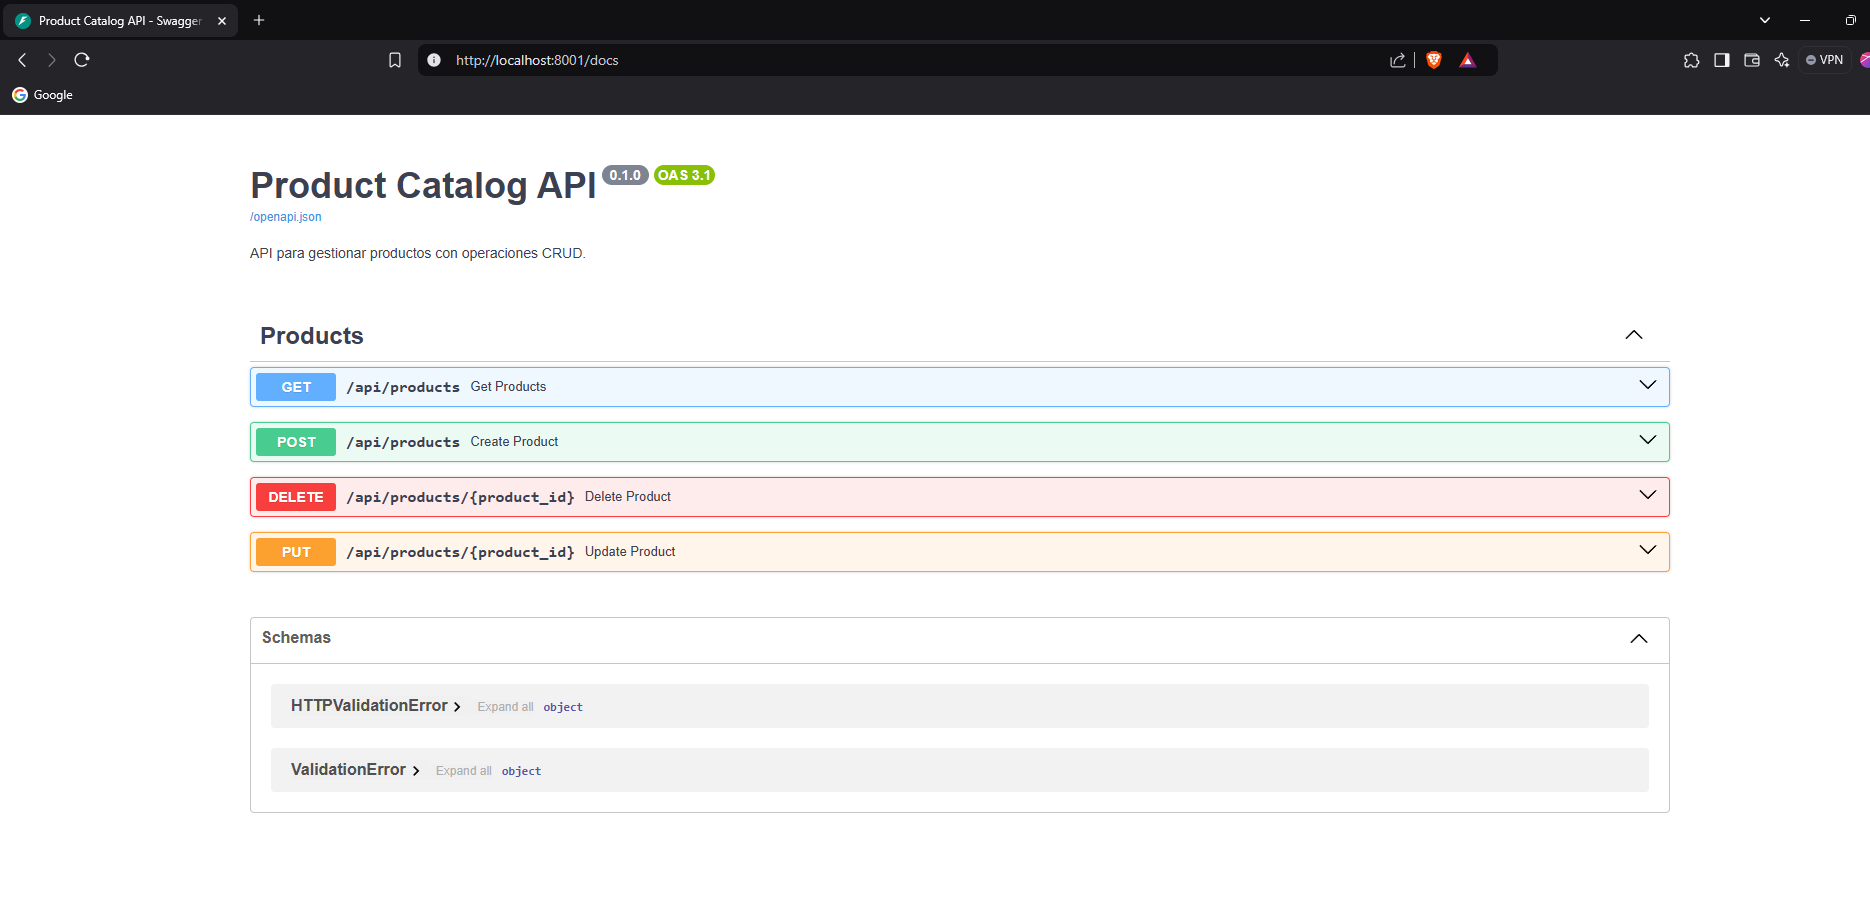 Product Catalog API - Swagger
http://localhost:8001/docs
VPN
Google
Product Catalog API 0.1.0 OAS 3.1
/openapi.json
API para gestionar productos con operaciones CRUD.
Products
GET /api/products Get Products
POST /api/products Create Product
DELETE /api/products/{product_id} Delete Product
PUT /api/products/{product_id} Update Product
Schemas
HTTPValidationError Expand all object
ValidationError Expand all object